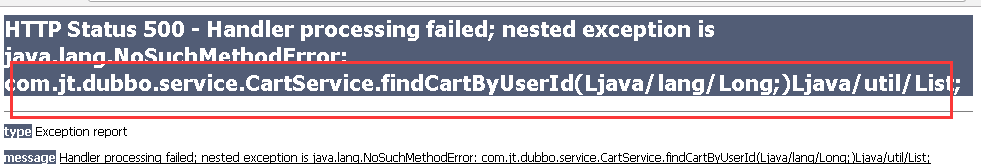 HTTP Status 500 - Handler processing failed; nested exception is
java.lang.NoSuchMethodError:
com.jt.dubbo.service.CartService.findCartByUserId(Ljava/lang/Long;)Ljava/util/List;
type Exception report
message Handler processing failed; nested exception is java.lang.NoSuchMethodError: com.jt.dubbo.service.CartService.findCartByUserId(Ljava/lang/Long;)Ljava/util/List;